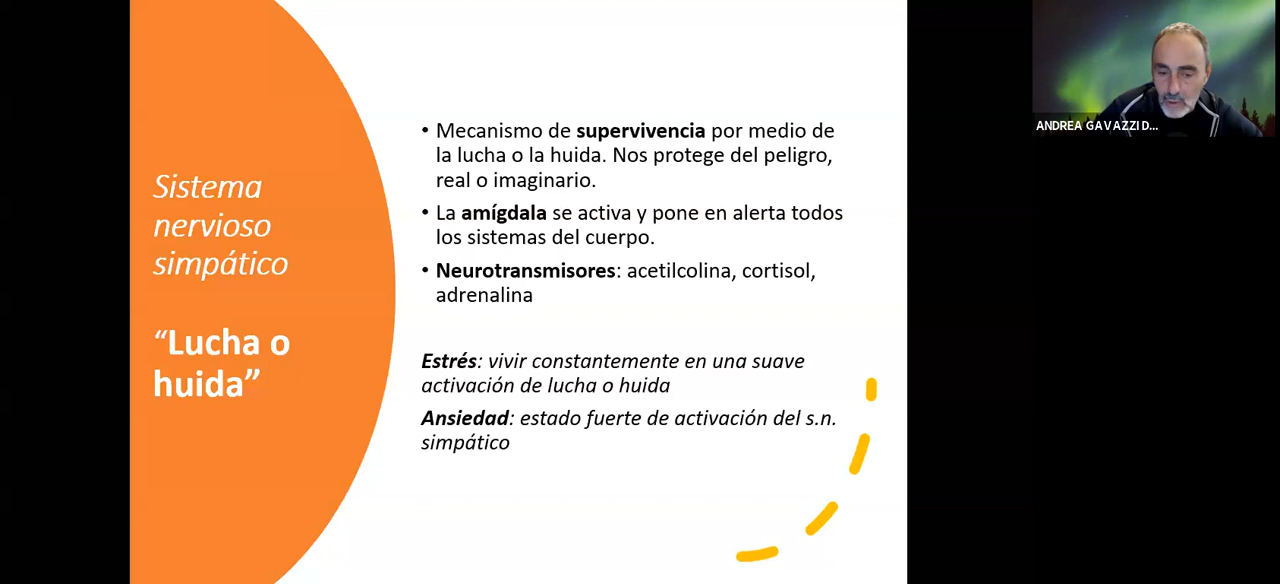 Sistema
nervioso
simpático
“Lucha o
huida”
• Mecanismo de supervivencia por medio de
la lucha o la huida. Nos protege del peligro,
real o imaginario.
• La amígdala se activa y pone en alerta todos
los sistemas del cuerpo.
• Neurotransmisores: acetilcolina, cortisol,
adrenalina
Estrés: vivir constantemente en una suave
activación de lucha o huida
Ansiedad: estado fuerte de activación del s.n.
simpático
ANDREA GAVAZZI D...